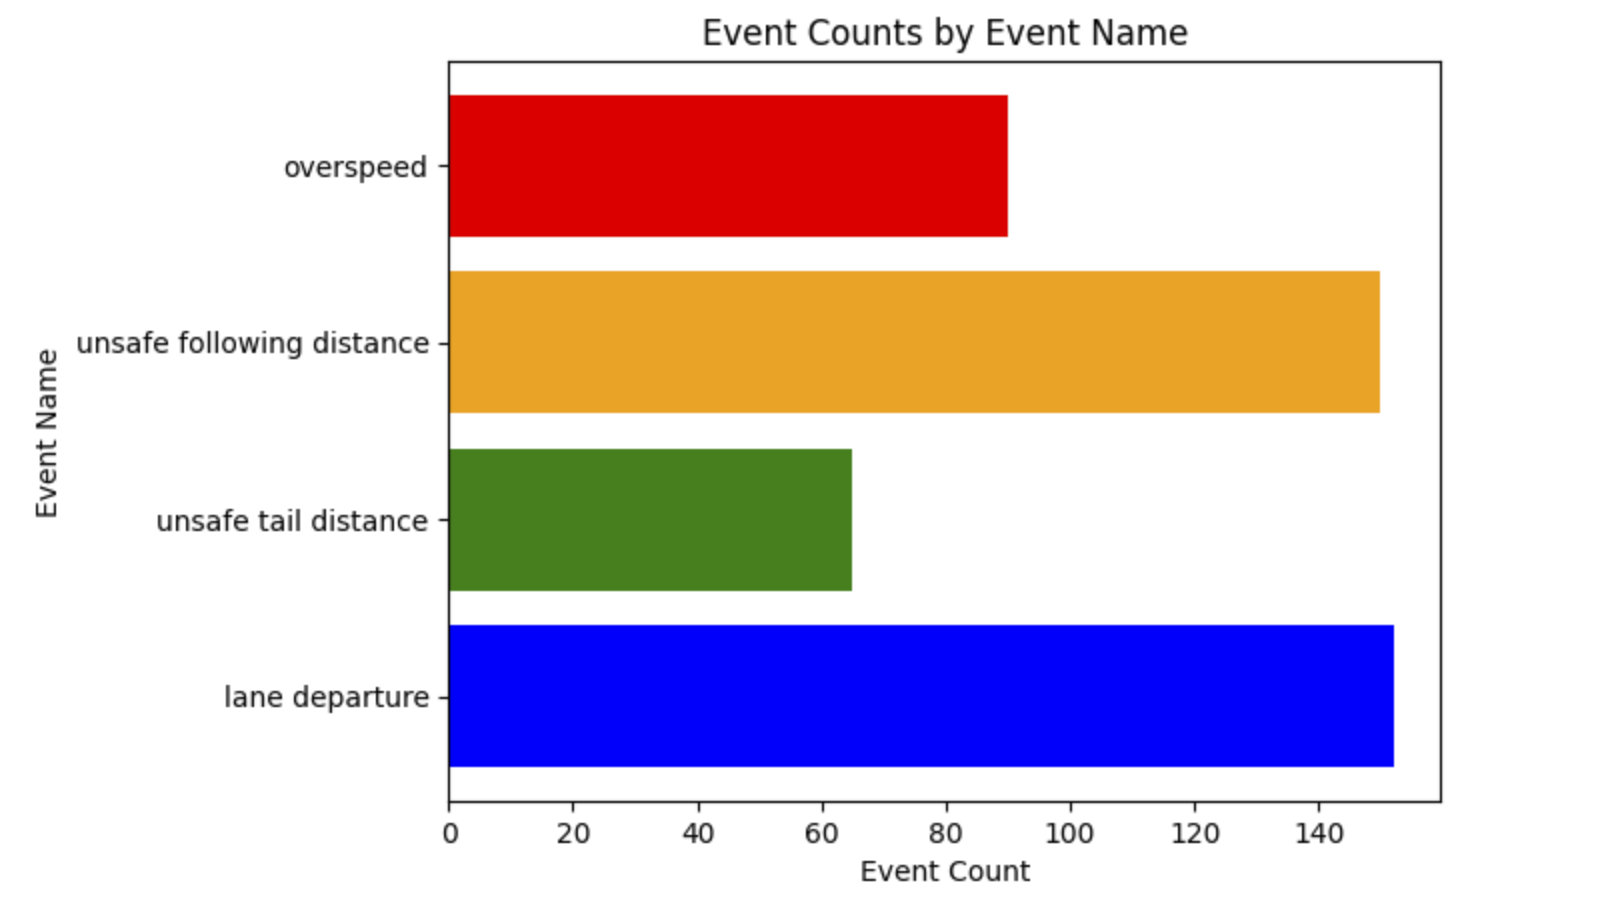 Event Counts by Event Name
overspeed
unsafe following distance
unsafe tail distance
lane departure
Event Name
0 20 40 60 80 100 120 140
Event Count